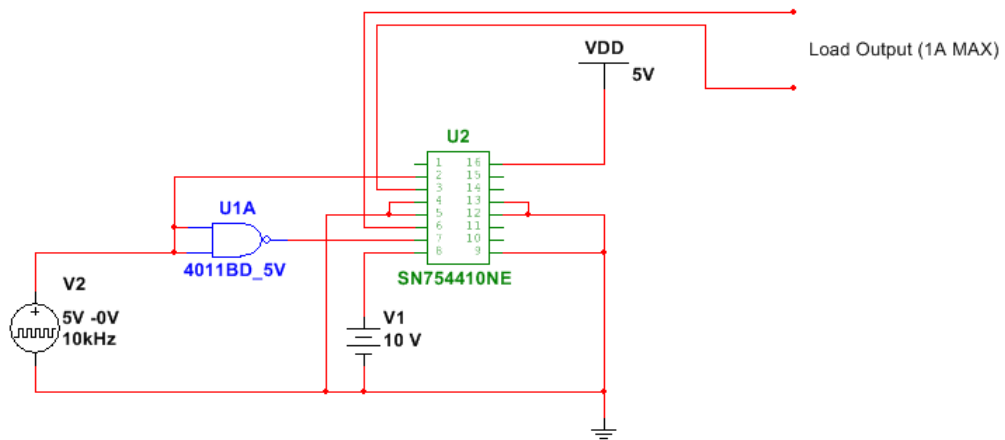 Load Output (1A MAX)
VDD
5V
U2
1 16
2 15
3 14
4 13
5 12
6 11
7 10
8 9
SN754410NE
U1A
4011BD_5V
V2
+
5V -0V
10kHz
V1
10 V